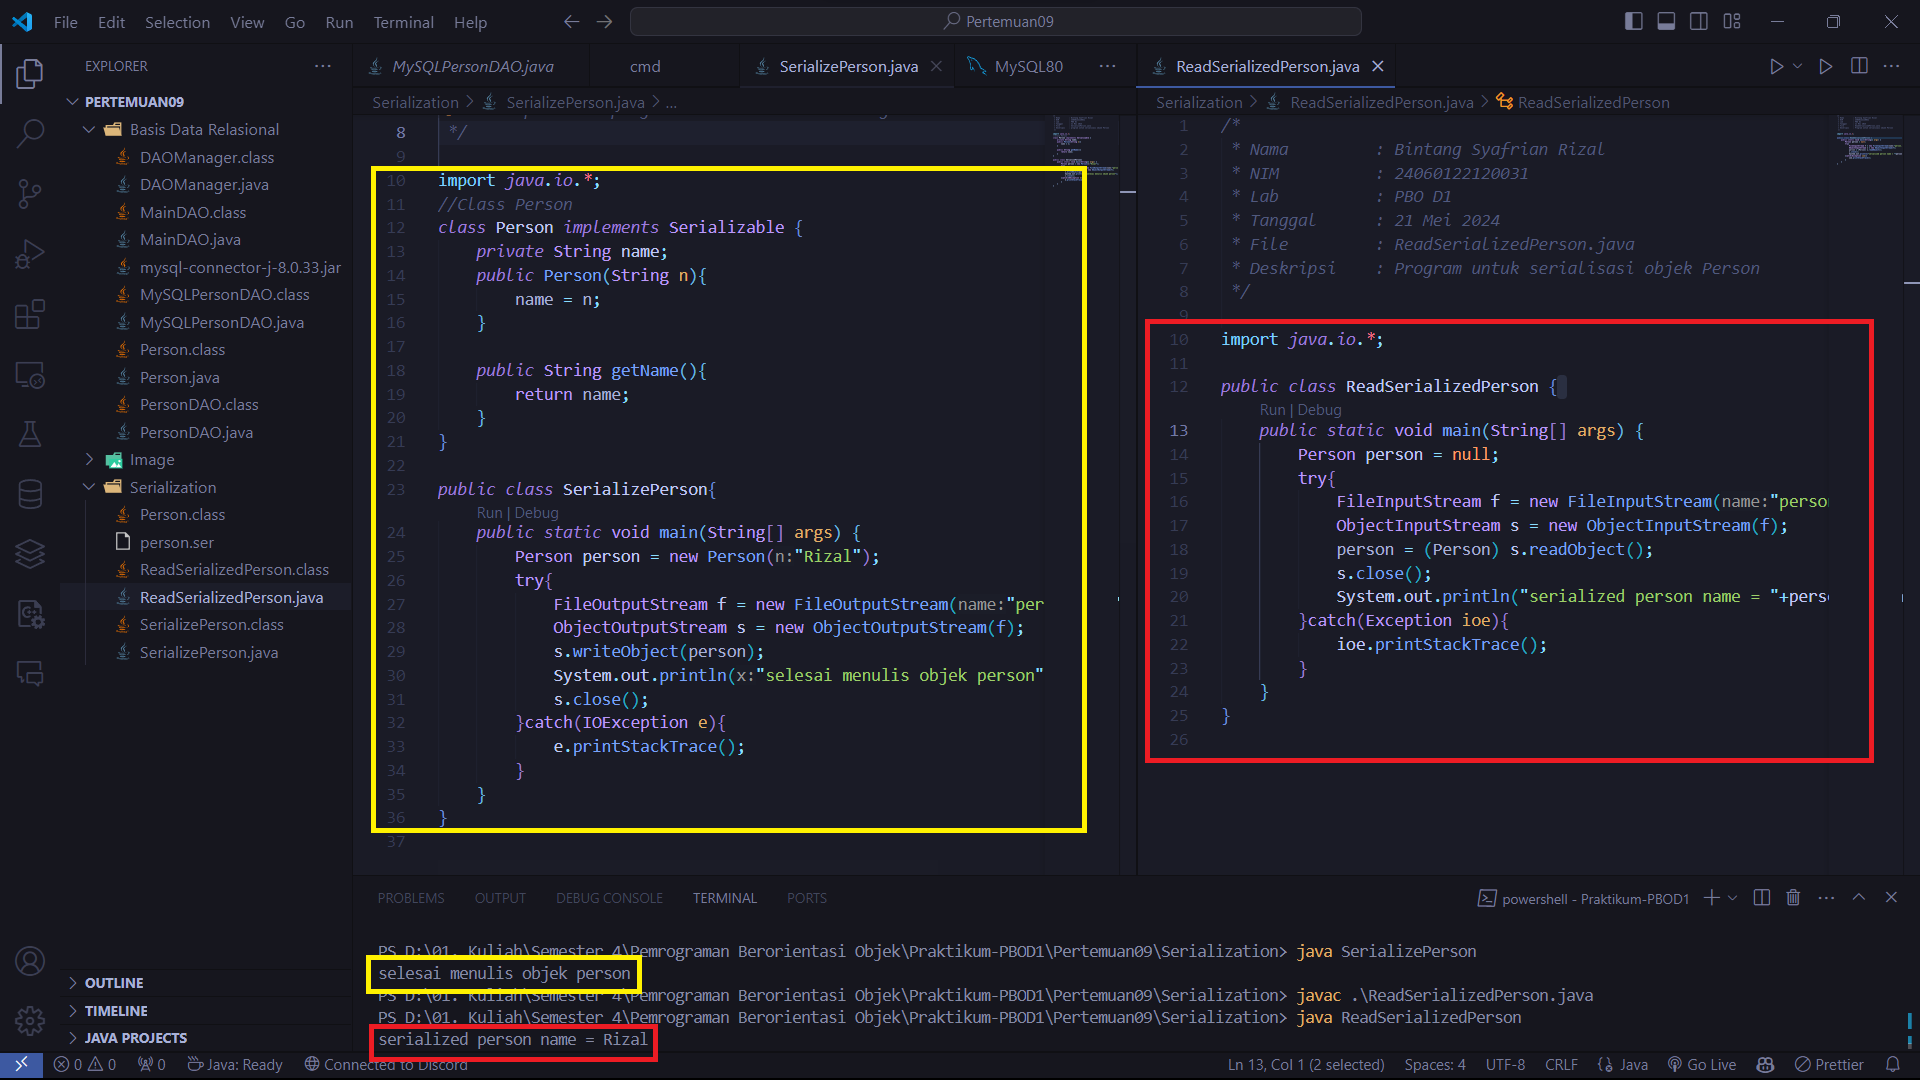 File Edit Selection View Go Run Terminal Help
Pertemuan09
EXPLORER
PERTEMUAN09
Basis Data Relasional
DAOManager.class
DAOManager.java
MainDAO.class
MainDAO.java
mysql-connector-j-8.0.33.jar
MySQLPersonDAO.class
MySQLPersonDAO.java
Person.class
Person.java
PersonDAO.class
PersonDAO.java
Image
Serialization
Person.class
person.ser
ReadSerializedPerson.class
ReadSerializedPerson.java
SerializePerson.class
SerializePerson.java
OUTLINE
TIMELINE
JAVA PROJECTS
MySQLPersonDAO.java cmd SerializePerson.java MySQL80
Serialization > SerializePerson.java > ...
8 */
9
10 import java.io.*;
11 //Class Person
12 class Person implements Serializable {
13 private String name;
14 public Person(String n){
15 name = n;
16 }
17
18 public String getName(){
19 return name;
20 }
21 }
22
23 public class SerializePerson{
Run | Debug
24 public static void main(String[] args) {
25 Person person = new Person(n:"Rizal");
26 try{
27 FileOutputStream f = new FileOutputStream(name:"per
28 ObjectOutputStream s = new ObjectOutputStream(f);
29 s.writeObject(person);
30 System.out.println(x:"selesai menulis objek person"
31 s.close();
32 }catch(IOException e){
33 e.printStackTrace();
34 }
35 }
36 }
37
ReadSerializedPerson.java
Serialization > ReadSerializedPerson.java > ReadSerializedPerson
1 /*
2 * Nama : Bintang Syafrian Rizal
3 * NIM : 24060122120031
4 * Lab : PBO D1
5 * Tanggal : 21 Mei 2024
6 * File : ReadSerializedPerson.java
7 * Deskripsi : Program untuk serialisasi objek Person
8 */
9
10 import java.io.*;
11
12 public class ReadSerializedPerson {
Run | Debug
13 public static void main(String[] args) {
14 Person person = null;
15 try{
16 FileInputStream f = new FileInputStream(name:"perso
17 ObjectInputStream s = new ObjectInputStream(f);
18 person = (Person) s.readObject();
19 s.close();
20 System.out.println("serialized person name = "+pers
21 }catch(Exception ioe){
22 ioe.printStackTrace();
23 }
24 }
25 }
26
PROBLEMS OUTPUT DEBUG CONSOLE TERMINAL PORTS
powershell - Praktikum-PBOD1
PS D:\01. Kuliah\Semester 4\Pemrograman Berorientasi Objek\Praktikum-PBOD1\Pertemuan09\Serialization> java SerializePerson
selesai menulis objek person
PS D:\01. Kuliah\Semester 4\Pemrograman Berorientasi Objek\Praktikum-PBOD1\Pertemuan09\Serialization> javac .\ReadSerializedPerson.java
PS D:\01. Kuliah\Semester 4\Pemrograman Berorientasi Objek\Praktikum-PBOD1\Pertemuan09\Serialization> java ReadSerializedPerson
serialized person name = Rizal
0 0 0 Java: Ready Connected to Discord Ln 13, Col 1 (2 selected) Spaces: 4 UTF-8 CRLF {} Java Go Live Prettier